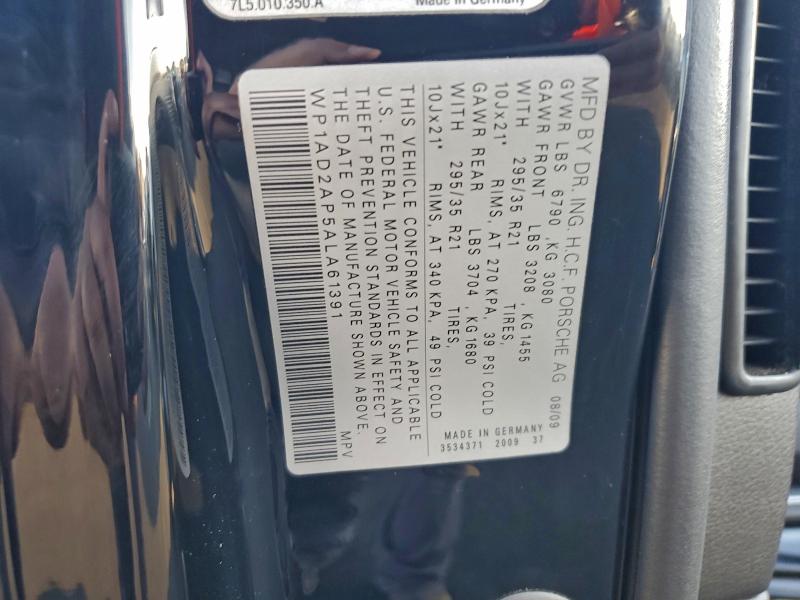 7L5.010.350.A Made in Germany
MFD BY DR. ING. H.C.F. PORSCHE AG 08/09
GVWR LBS 6790 ,KG 3080
GAWR FRONT LBS 3208 , KG 1455
WITH 295/35 R21 TIRES,
10Jx21" RIMS, AT 270 KPA, 39 PSI COLD
GAWR REAR LBS 3704 , KG 1680
WITH 295/35 R21 TIRES,
10Jx21" RIMS, AT 340 KPA, 49 PSI COLD
MADE IN GERMANY
3534371 2009 37
THIS VEHICLE CONFORMS TO ALL APPLICABLE
U.S. FEDERAL MOTOR VEHICLE SAFETY AND
THEFT PREVENTION STANDARDS IN EFFECT ON
THE DATE OF MANUFACTURE SHOWN ABOVE.
WP1AD2AP5ALA61391 MPV